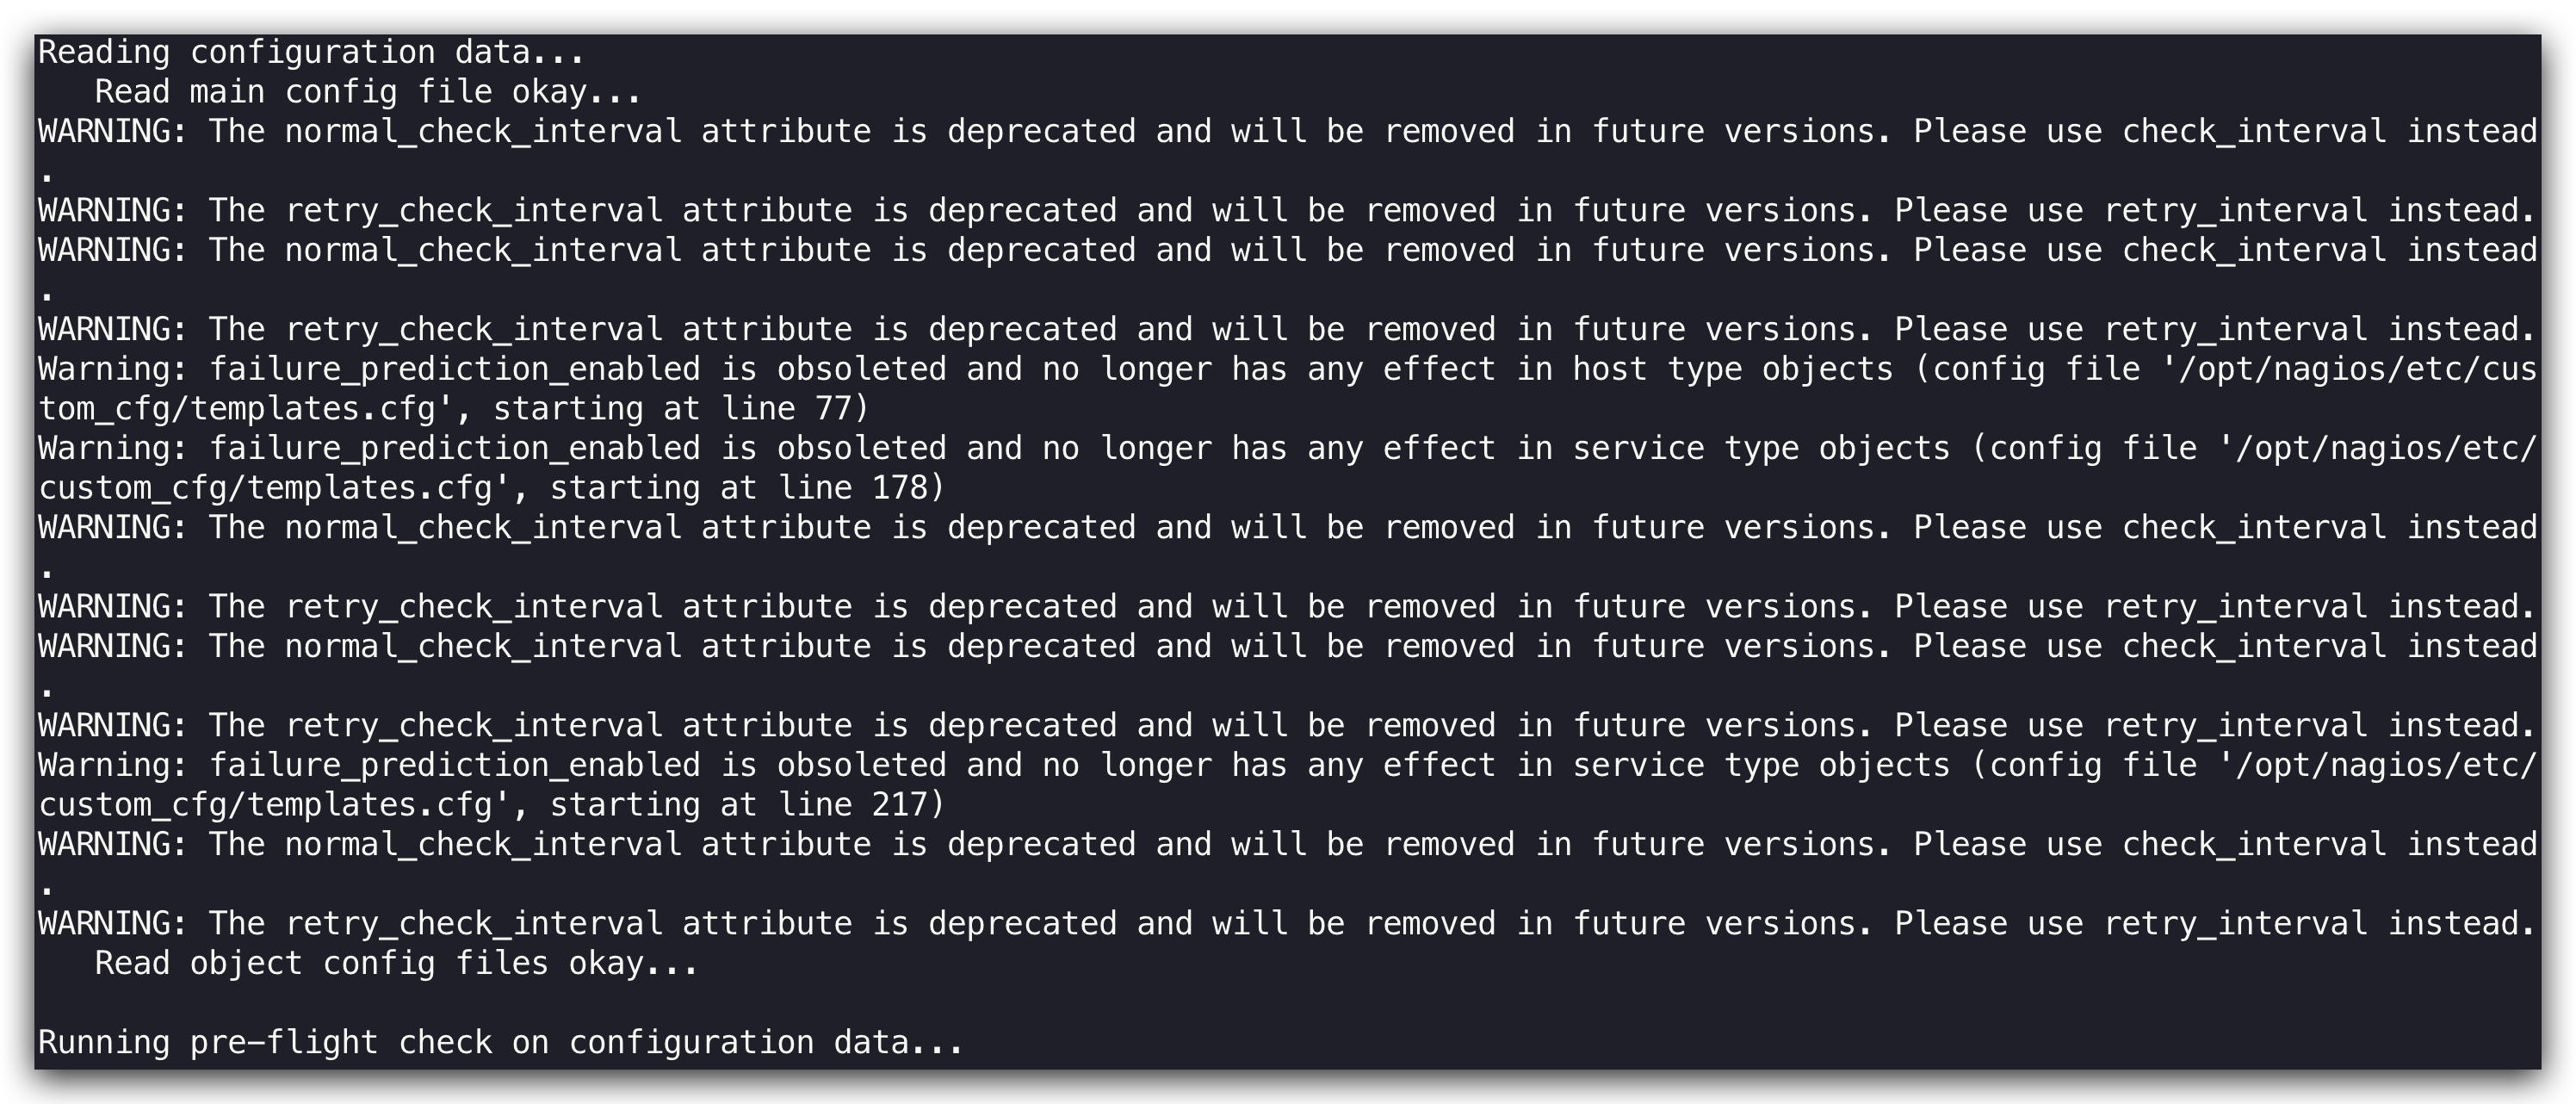 Reading configuration data...
   Read main config file okay...
WARNING: The normal_check_interval attribute is deprecated and will be removed in future versions. Please use check_interval instead
.
WARNING: The retry_check_interval attribute is deprecated and will be removed in future versions. Please use retry_interval instead.
WARNING: The normal_check_interval attribute is deprecated and will be removed in future versions. Please use check_interval instead
.
WARNING: The retry_check_interval attribute is deprecated and will be removed in future versions. Please use retry_interval instead.
Warning: failure_prediction_enabled is obsoleted and no longer has any effect in host type objects (config file '/opt/nagios/etc/cus
tom_cfg/templates.cfg', starting at line 77)
Warning: failure_prediction_enabled is obsoleted and no longer has any effect in service type objects (config file '/opt/nagios/etc/
custom_cfg/templates.cfg', starting at line 178)
WARNING: The normal_check_interval attribute is deprecated and will be removed in future versions. Please use check_interval instead
.
WARNING: The retry_check_interval attribute is deprecated and will be removed in future versions. Please use retry_interval instead.
WARNING: The normal_check_interval attribute is deprecated and will be removed in future versions. Please use check_interval instead
.
WARNING: The retry_check_interval attribute is deprecated and will be removed in future versions. Please use retry_interval instead.
Warning: failure_prediction_enabled is obsoleted and no longer has any effect in service type objects (config file '/opt/nagios/etc/
custom_cfg/templates.cfg', starting at line 217)
WARNING: The normal_check_interval attribute is deprecated and will be removed in future versions. Please use check_interval instead
.
WARNING: The retry_check_interval attribute is deprecated and will be removed in future versions. Please use retry_interval instead.
   Read object config files okay...

Running pre-flight check on configuration data...